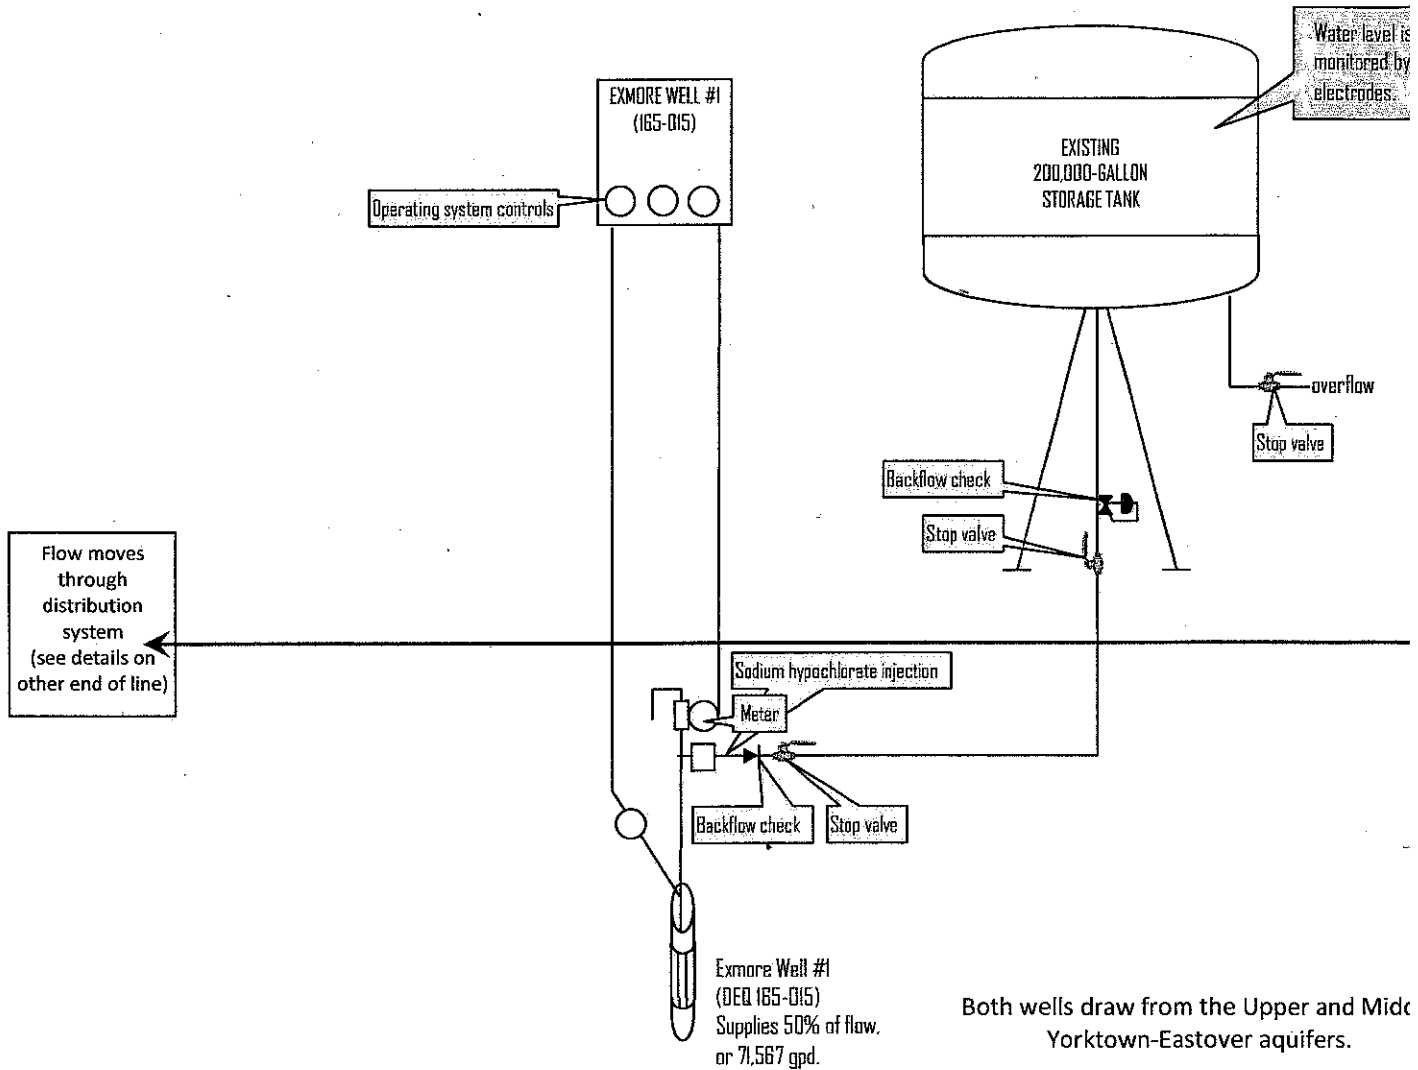 Water level is
monitored by
electrodes.
EXMORE WELL #1
(165-015)
Operating system controls
EXISTING
200,000-GALLON
STORAGE TANK
overflow
Stop valve
Backflow check
Stop valve
Flow moves
through
distribution
system
(see details on
other end of line)
Sodium hypochlorate injection
Meter
Backflow check
Stop valve
Exmore Well #1
(DEQ 165-015)
Supplies 50% of flow,
or 71,567 gpd.
Both wells draw from the Upper and Midd
Yorktown-Eastover aquifers.